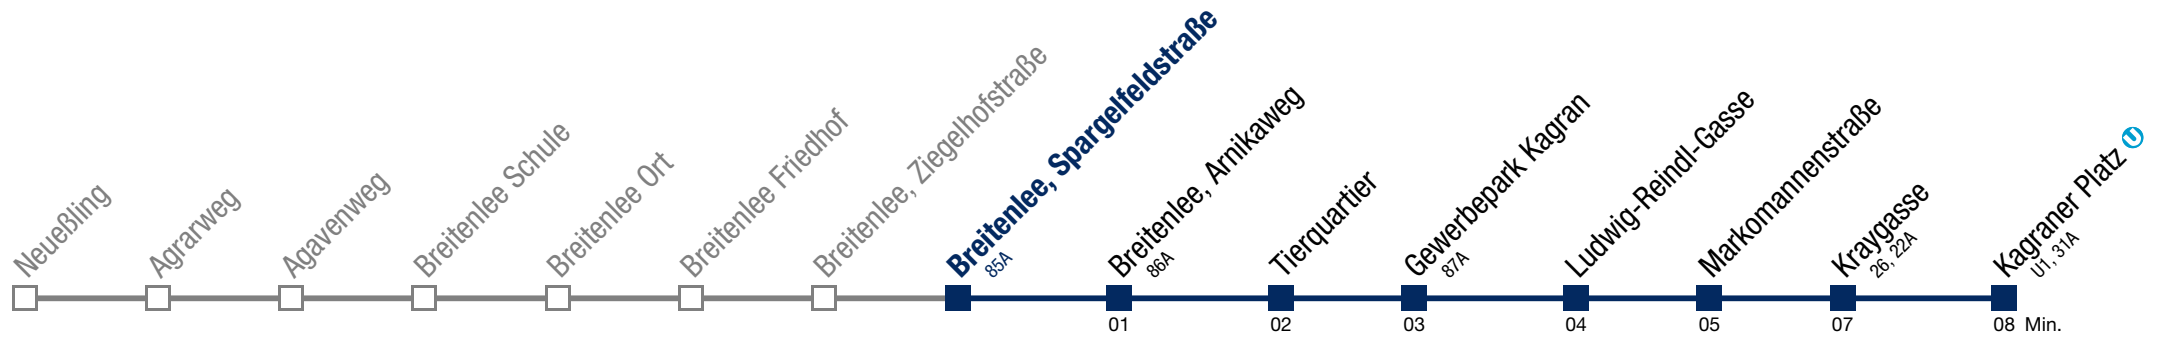 Neueßling
Agrarweg
Agavenweg
Breitenlee Schule
Breitenlee Ort
Breitenlee Friedhof
Breitenlee, Ziegelhofstraße
Breitenlee, Spargelfeldstraße
85A
Breitenlee, Arnikaweg
86A
Tierquartier
Gewerbepark Kagran
87A
Ludwig-Reindl-Gasse
Markomannenstraße
Kraygasse
26, 22A
Kagraner Platz U
U1, 31A
01 02 03 04 05 07 08 Min.